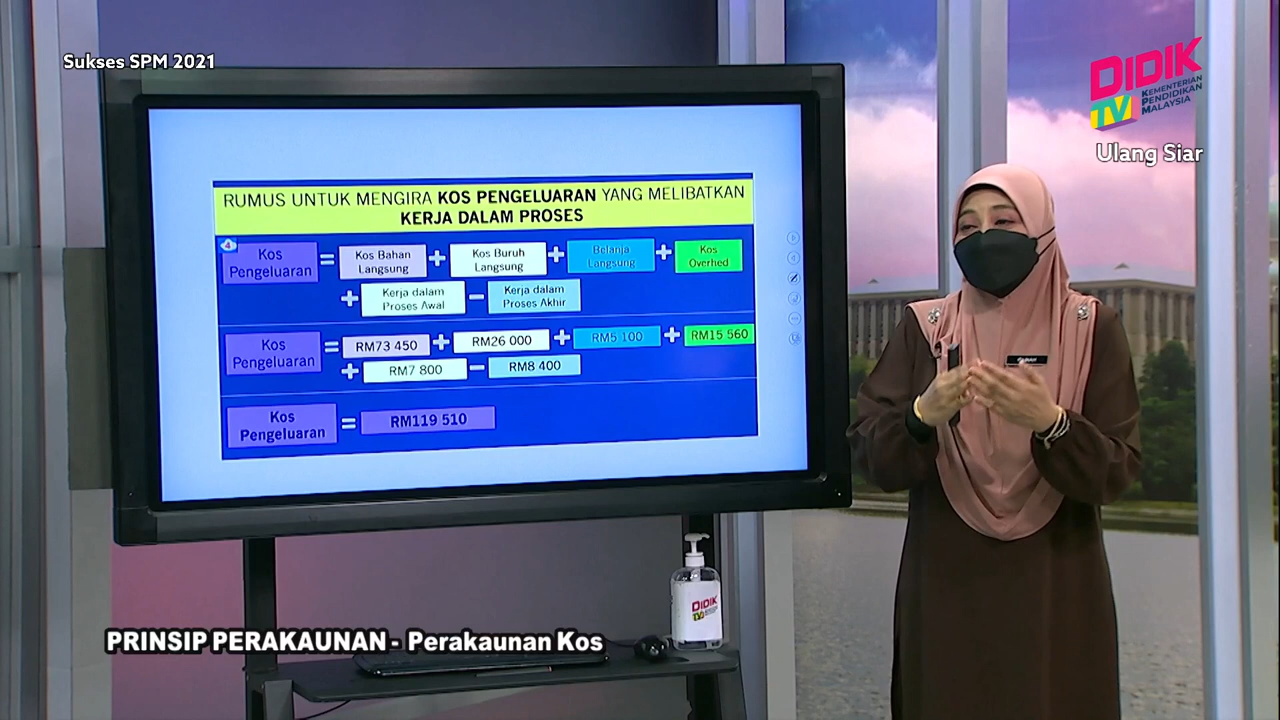 Sukses SPM 2021
DIDIK
TV
KEMENTERIAN
PENDIDIKAN
MALAYSIA
Ulang Siar
RUMUS UNTUK MENGIRA KOS PENGELUARAN YANG MELIBATKAN
KERJA DALAM PROSES
4
Kos Pengeluaran = Kos Bahan Langsung + Kos Buruh Langsung + Belanja Langsung + Kos Overhed
+ Kerja dalam Proses Awal − Kerja dalam Proses Akhir
Kos Pengeluaran = RM73 450 + RM26 000 + RM5 100 + RM15 560
+ RM7 800 − RM8 400
Kos Pengeluaran = RM119 510
DIDIK
TV
PRINSIP PERAKAUNAN - Perakaunan Kos